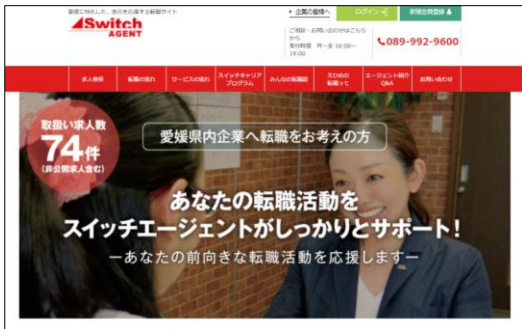 愛媛に特化した、あなたを応援する転職サイト
Switch
AGENT
企業の皆様へ
ログイン
新規会員登録
ご相談・お問い合わせはこちら
から
受付時間 月～金 10:00～
19:00
089-992-9600
求人検索
転職の流れ
サービスの流れ
スイッチキャリア
プログラム
みんなの転職談
えひめの
転職って
エージェント紹介
Q&A
お問い合わせ
取扱い求人数
74件
(非公開求人含む)
愛媛県内企業へ転職をお考えの方
あなたの転職活動を
スイッチエージェントがしっかりとサポート!
ーあなたの前向きな転職活動を応援しますー